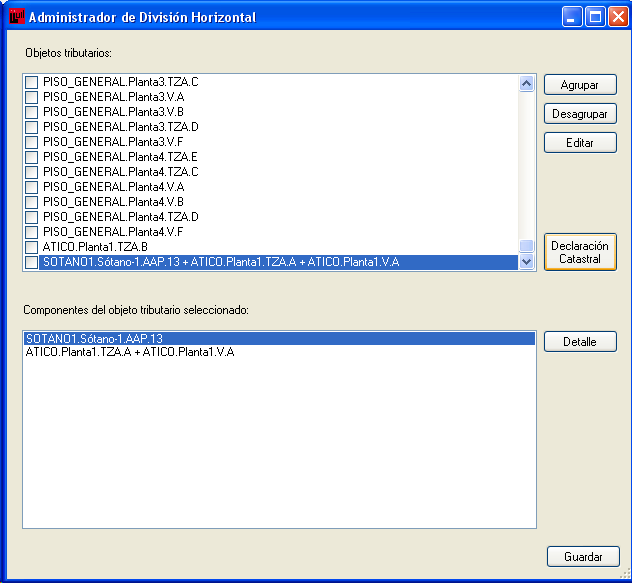 Administrador de División Horizontal
Objetos tributarios:
PISO_GENERAL.Planta3.TZA.C
PISO_GENERAL.Planta3.V.A
PISO_GENERAL.Planta3.V.B
PISO_GENERAL.Planta3.TZA.D
PISO_GENERAL.Planta3.V.F
PISO_GENERAL.Planta4.TZA.E
PISO_GENERAL.Planta4.TZA.C
PISO_GENERAL.Planta4.V.A
PISO_GENERAL.Planta4.V.B
PISO_GENERAL.Planta4.TZA.D
PISO_GENERAL.Planta4.V.F
ATICO.Planta1.TZA.B
SOTANO1.Sótano-1.AAP.13 + ATICO.Planta1.TZA.A + ATICO.Planta1.V.A
Agrupar
Desagrupar
Editar
Declaración
Catastral
Componentes del objeto tributario seleccionado:
SOTANO1.Sótano-1.AAP.13
ATICO.Planta1.TZA.A + ATICO.Planta1.V.A
Detalle
Guardar